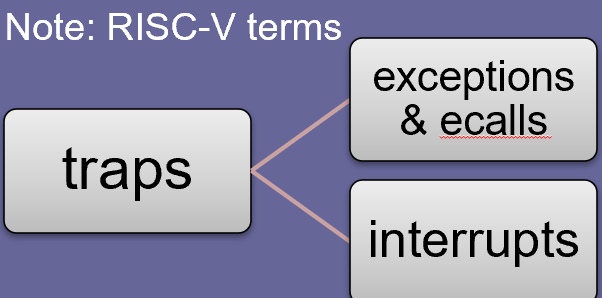 Note: RISC-V terms
traps
exceptions
& ecalls
interrupts